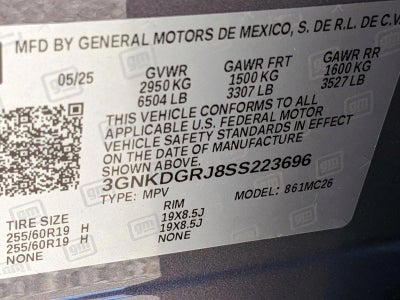 MFD BY GENERAL MOTORS DE MEXICO, S. DE R.L. DE C.V.
05/25 GVWR GAWR FRT GAWR RR
2950 KG 1500 KG 1600 KG
6504 LB 3307 LB 3527 LB
THIS VEHICLE CONFORMS TO ALL
APPLICABLE U.S. FEDERAL MOTOR
VEHICLE SAFETY STANDARDS IN EFFECT
ON THE DATE OF MANUFACTURE
SHOWN ABOVE.
3GNKDGRJ8SS223696
TYPE: MPV MODEL: 861MC26
TIRE SIZE RIM
255/60R19 H 19X8.5J
255/60R19 H 19X8.5J
NONE NONE